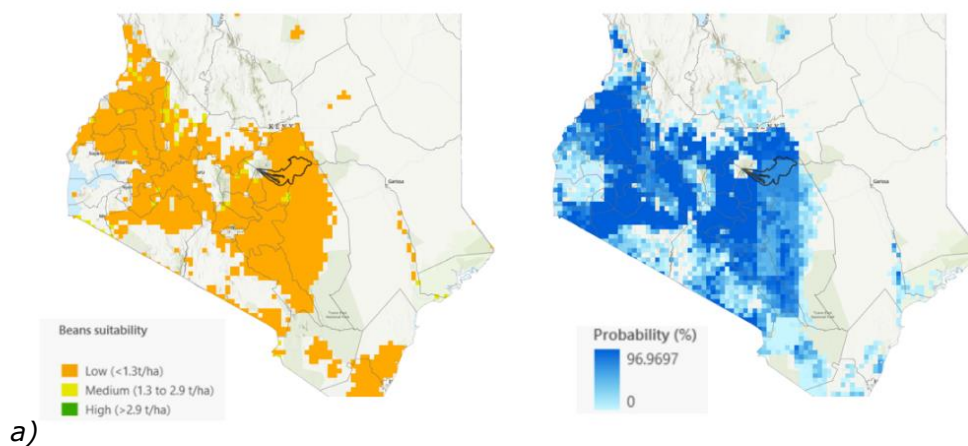 KENY
Garissa
Garissa
Beans suitability
Low (<1.3t/ha)
Medium (1.3 to 2.9 t/ha)
High (>2.9 t/ha)
Probability (%)
96.9697
0
a)